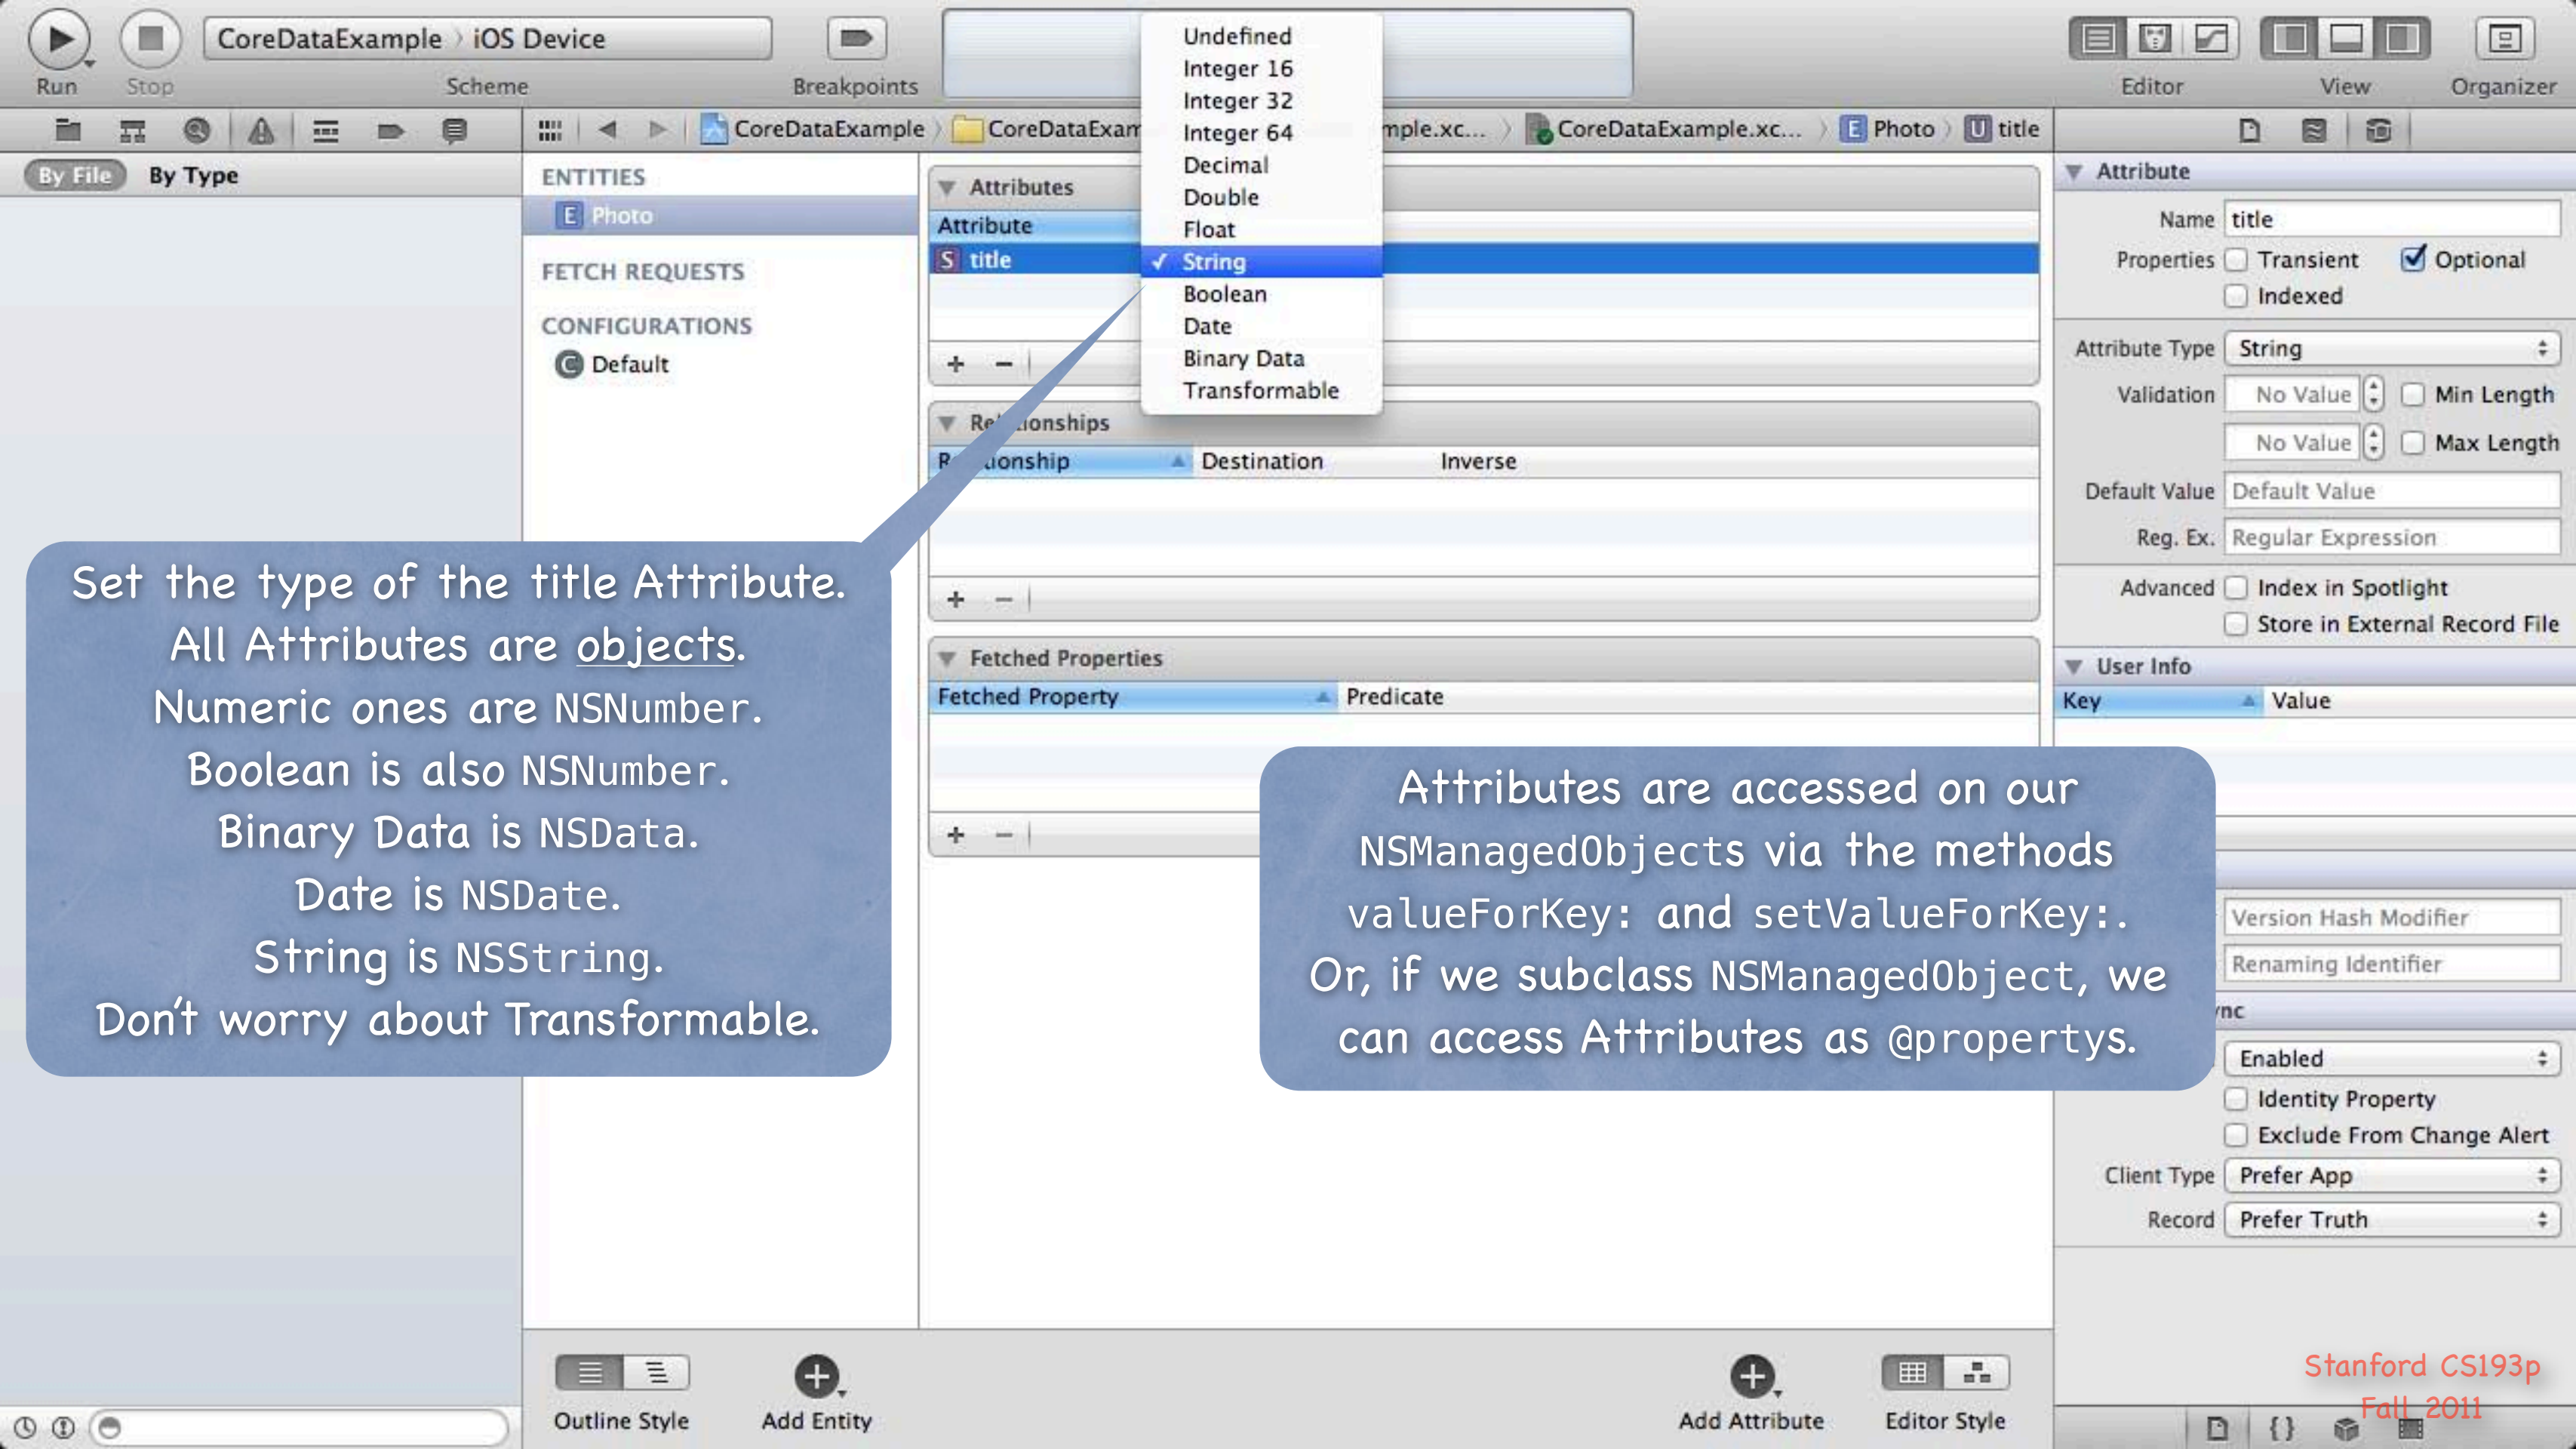 CoreDataExample iOS Device
Run Stop Scheme Breakpoints
Editor View Organizer
Undefined
Integer 16
Integer 32
Integer 64
Decimal
Double
Float
✓ String
Boolean
Date
Binary Data
Transformable
CoreDataExample CoreDataExam mple.xc... CoreDataExample.xc... E Photo U title
By File By Type
ENTITIES
E Photo
FETCH REQUESTS
CONFIGURATIONS
C Default
Attributes
Attribute
S title
+ −
Relationships
Relationship Destination Inverse
+ −
Fetched Properties
Fetched Property Predicate
+ −
Set the type of the title Attribute.
All Attributes are objects.
Numeric ones are NSNumber.
Boolean is also NSNumber.
Binary Data is NSData.
Date is NSDate.
String is NSString.
Don't worry about Transformable.
Attributes are accessed on our
NSManagedObjects via the methods
valueForKey: and setValueForKey:.
Or, if we subclass NSManagedObject, we
can access Attributes as @propertys.
Attribute
Name title
Properties Transient Optional
Indexed
Attribute Type String
Validation No Value Min Length
No Value Max Length
Default Value Default Value
Reg. Ex. Regular Expression
Advanced Index in Spotlight
Store in External Record File
User Info
Key Value
Version Hash Modifier
Renaming Identifier
nc
Enabled
Identity Property
Exclude From Change Alert
Client Type Prefer App
Record Prefer Truth
Outline Style Add Entity Add Attribute Editor Style
{}
Stanford CS193p
Fall 2011